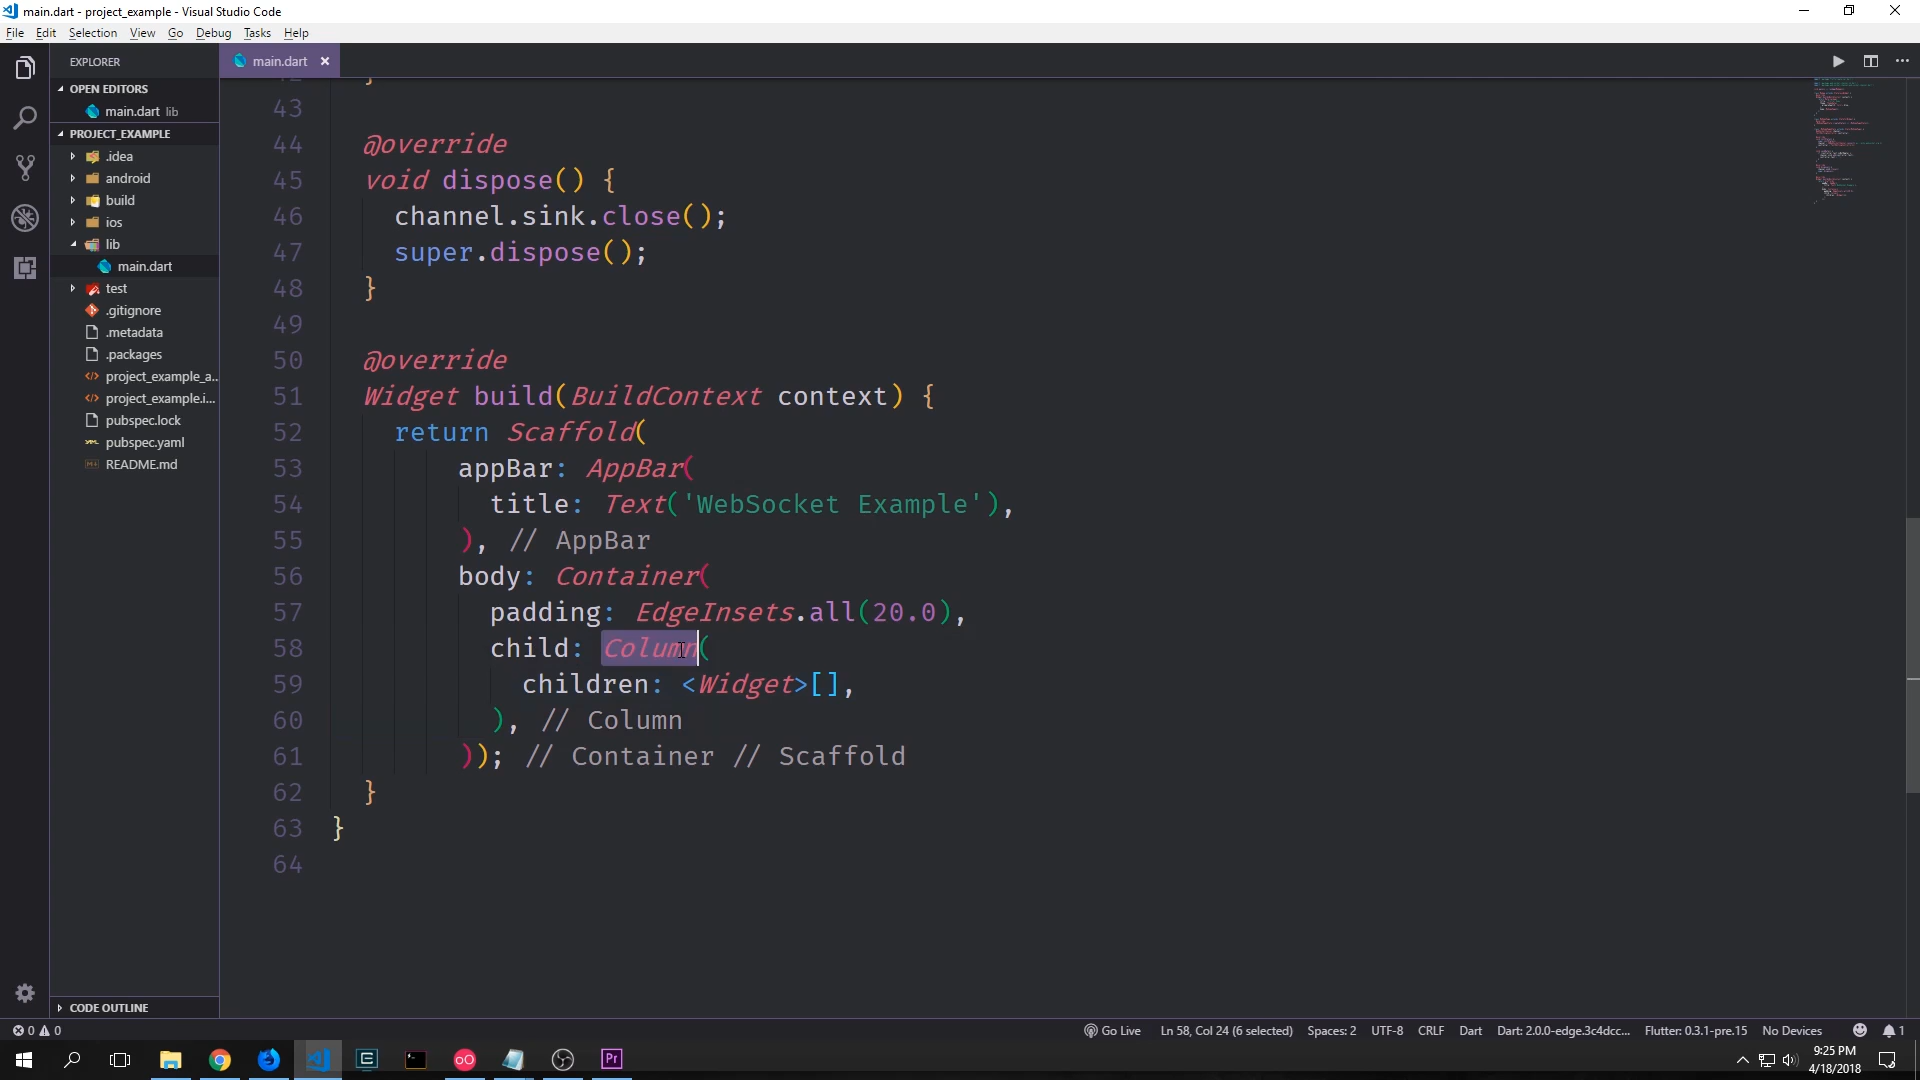 main.dart - project_example - Visual Studio Code
File Edit Selection View Go Debug Tasks Help
EXPLORER
main.dart ×
OPEN EDITORS
main.dart lib
PROJECT_EXAMPLE
.idea
android
build
ios
lib
main.dart
test
.gitignore
.metadata
.packages
project_example_a...
project_example.i...
pubspec.lock
pubspec.yaml
README.md
CODE OUTLINE
43
44 @override
45 void dispose() {
46 channel.sink.close();
47 super.dispose();
48 }
49
50 @override
51 Widget build(BuildContext context) {
52 return Scaffold(
53 appBar: AppBar(
54 title: Text('WebSocket Example'),
55 ), // AppBar
56 body: Container(
57 padding: EdgeInsets.all(20.0),
58 child: Column(
59 children: <Widget>[],
60 ), // Column
61 )); // Container // Scaffold
62 }
63 }
64
0 0 Go Live Ln 58, Col 24 (6 selected) Spaces: 2 UTF-8 CRLF Dart Dart: 2.0.0-edge.3c4dcc... Flutter: 0.3.1-pre.15 No Devices 1
Pr
9:25 PM
4/18/2018